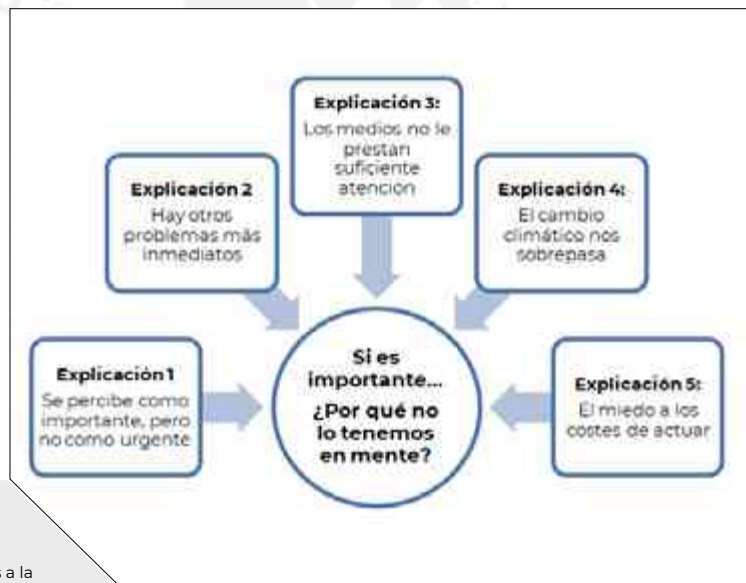 Explicación 1
Se percibe como
importante, pero
no como urgente
Explicación 2
Hay otros
problemas más
inmediatos
Explicación 3:
Los medios no le
prestan
suficiente
atención
Explicación 4:
El cambio
climático nos
sobrepasa
Explicación 5:
El miedo a los
costes de actuar
Si es
importante...
¿Por qué no
lo tenemos
en mente?
s a la